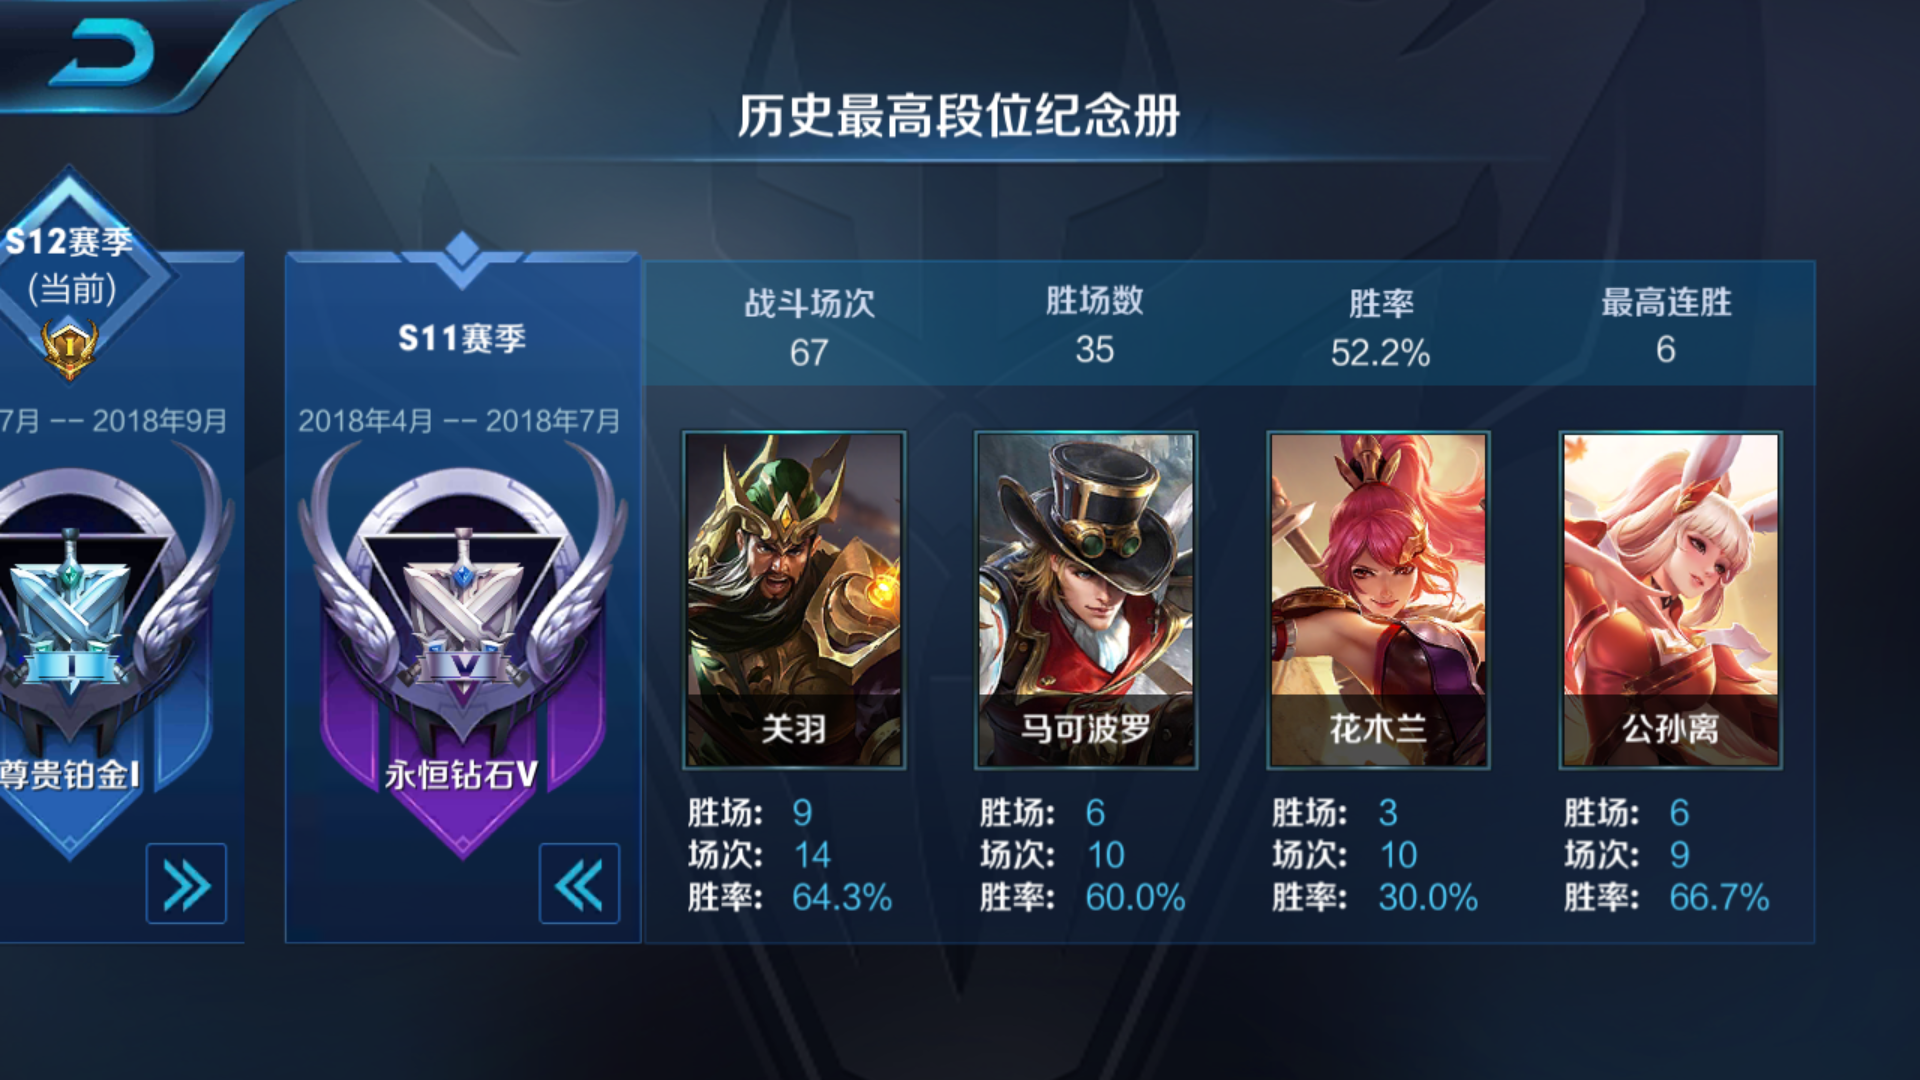 历史最高段位纪念册
S12赛季
(当前)
I
7月 -- 2018年9月
I
尊贵铂金I
S11赛季
2018年4月 -- 2018年7月
V
永恒钻石V
战斗场次
67
胜场数
35
胜率
52.2%
最高连胜
6
关羽
胜场: 9
场次: 14
胜率: 64.3%
马可波罗
胜场: 6
场次: 10
胜率: 60.0%
花木兰
胜场: 3
场次: 10
胜率: 30.0%
公孙离
胜场: 6
场次: 9
胜率: 66.7%